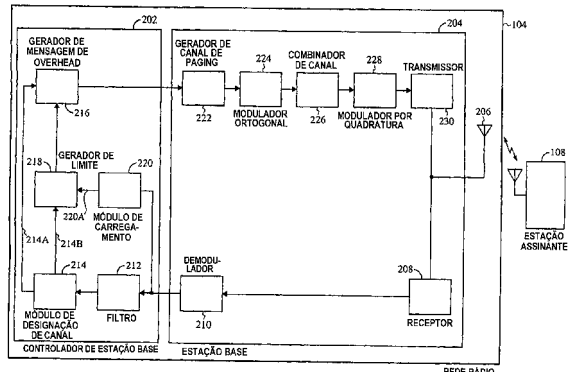 202
204
104
GERADOR DE
MENSAGEM DE
OVERHEAD
216
GERADOR DE
CANAL DE
PAGING
222
224
MODULADOR
ORTOGONAL
COMBINADOR
DE CANAL
226
228
MODULADOR POR
QUADRATURA
TRANSMISSOR
230
206
108
ESTAÇÃO
ASSINANTE
218
GERADOR DE
LIMITE
220
220A
MÓDULO DE
CARREGA-
MENTO
214A
214B
214
MÓDULO DE
DESIGNAÇÃO
DE CANAL
212
FILTRO
DEMODULADOR
210
208
RECEPTOR
CONTROLADOR DE ESTAÇÃO BASE
ESTAÇÃO BASE
REDE RÁDIO